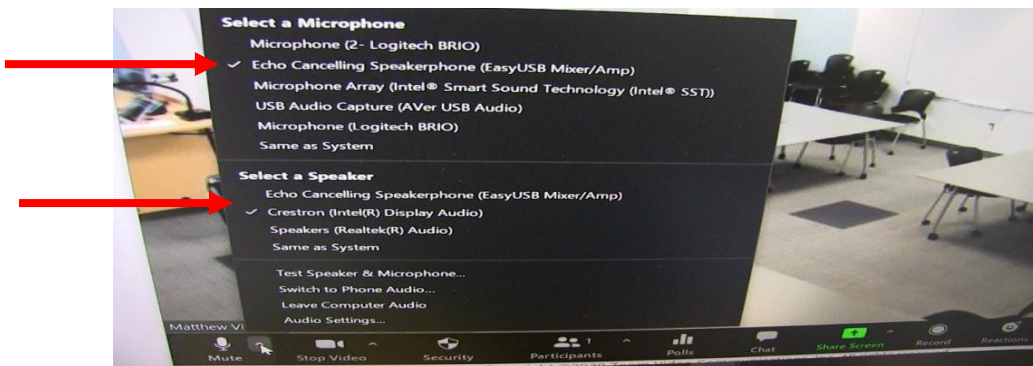 Select a Microphone
Microphone (2- Logitech BRIO)
✓ Echo Cancelling Speakerphone (EasyUSB Mixer/Amp)
Microphone Array (Intel® Smart Sound Technology (Intel® SST))
USB Audio Capture (AVer USB Audio)
Microphone (Logitech BRIO)
Same as System
Select a Speaker
Echo Cancelling Speakerphone (EasyUSB Mixer/Amp)
✓ Crestron (Intel(R) Display Audio)
Speakers (Realtek(R) Audio)
Same as System
Test Speaker & Microphone...
Switch to Phone Audio...
Leave Computer Audio
Audio Settings...
Matthew Vi
1
Mute Stop Video Security Participants Polls Chat Share Screen Record Reactions